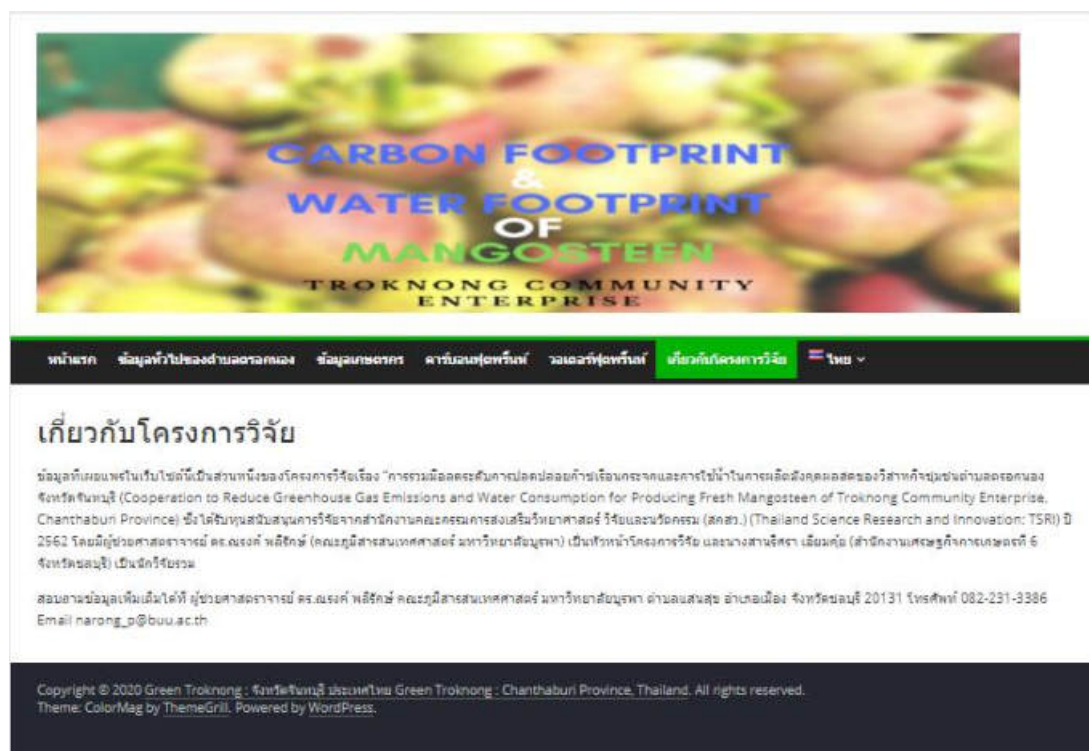 CARBON FOOTPRINT
&
WATER FOOTPRINT
OF
MANGOSTEEN
TROKNONG COMMUNITY
ENTERPRISE
หน้าแรก ข้อมูลทั่วไปของตำบลตรอกนอง ข้อมูลเกษตรกร คาร์บอนฟุตพริ้นท์ วอเตอร์ฟุตพริ้นท์ เกี่ยวกับโครงการวิจัย ไทย
เกี่ยวกับโครงการวิจัย
ข้อมูลที่เผยแพร่ในเว็บไซต์นี้เป็นส่วนหนึ่งของโครงการวิจัยเรื่อง "การร่วมมือลดระดับการปลดปล่อยก๊าซเรือนกระจกและการใช้น้ำในการผลิตมังคุดผลสดของวิสาหกิจชุมชนตำบลตรอกนอง
จังหวัดจันทบุรี (Cooperation to Reduce Greenhouse Gas Emissions and Water Consumption for Producing Fresh Mangosteen of Troknong Community Enterprise,
Chanthaburi Province) ซึ่งได้รับทุนสนับสนุนการวิจัยจากสำนักงานคณะกรรมการส่งเสริมวิทยาศาสตร์ วิจัยและนวัตกรรม (สกสว.) (Thailand Science Research and Innovation: TSRI) ปี
2562 โดยมีผู้ช่วยศาสตราจารย์ ดร.ณรงค์ พลีรักษ์ (คณะภูมิสารสนเทศศาสตร์ มหาวิทยาลัยบูรพา) เป็นหัวหน้าโครงการวิจัย และนางสานริศรา เอี่ยมคุ้ย (สำนักงานเศรษฐกิจการเกษตรที่ 6
จังหวัดชลบุรี) เป็นนักวิจัยร่วม
สอบถามข้อมูลเพิ่มเติมได้ที่ ผู้ช่วยศาสตราจารย์ ดร.ณรงค์ พลีรักษ์ คณะภูมิสารสนเทศศาสตร์ มหาวิทยาลัยบูรพา ตำบลแสนสุข อำเภอเมือง จังหวัดชลบุรี 20131 โทรศัพท์ 082-231-3386
Email narong_p@buu.ac.th
Copyright © 2020 Green Troknong : จังหวัดจันทบุรี ประเทศไทย Green Troknong : Chanthaburi Province, Thailand. All rights reserved.
Theme: ColorMag by ThemeGrill. Powered by WordPress.